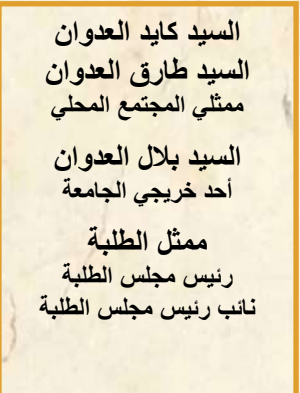 السيد كايد العدوان
السيد طارق العدوان
ممثلي المجتمع المحلي
السيد بلال العدوان
أحد خريجي الجامعة
ممثل الطلبة
رئيس مجلس الطلبة
نائب رئيس مجلس الطلبة